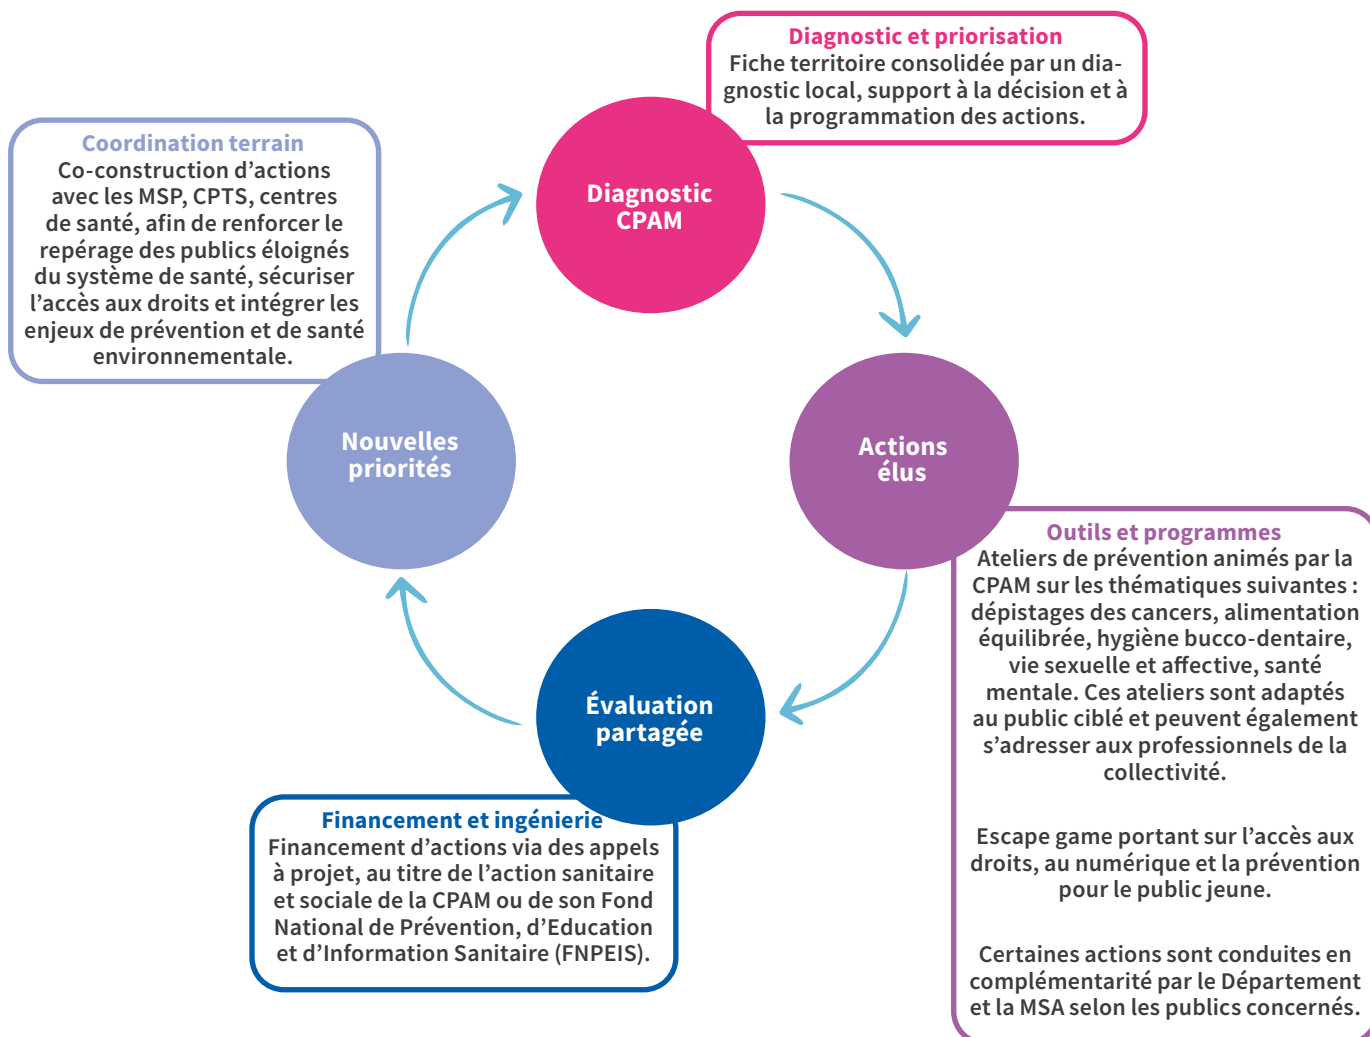 Diagnostic et priorisation
Fiche territoire consolidée par un dia-
gnostic local, support à la décision et à
la programmation des actions.
Diagnostic
CPAM
Coordination terrain
Co-construction d’actions
avec les MSP, CPTS, centres
de santé, afin de renforcer le
repérage des publics éloignés
du système de santé, sécuriser
l’accès aux droits et intégrer les
enjeux de prévention et de santé
environnementale.
Nouvelles
priorités
Actions
élus
Outils et programmes
Ateliers de prévention animés par la
CPAM sur les thématiques suivantes :
dépistages des cancers, alimentation
équilibrée, hygiène bucco-dentaire,
vie sexuelle et affective, santé
mentale. Ces ateliers sont adaptés
au public ciblé et peuvent également
s’adresser aux professionnels de la
collectivité.
Escape game portant sur l’accès aux
droits, au numérique et la prévention
pour le public jeune.
Certaines actions sont conduites en
complémentarité par le Département
et la MSA selon les publics concernés.
Évaluation
partagée
Financement et ingénierie
Financement d’actions via des appels
à projet, au titre de l’action sanitaire
et sociale de la CPAM ou de son Fond
National de Prévention, d’Education
et d’Information Sanitaire (FNPEIS).